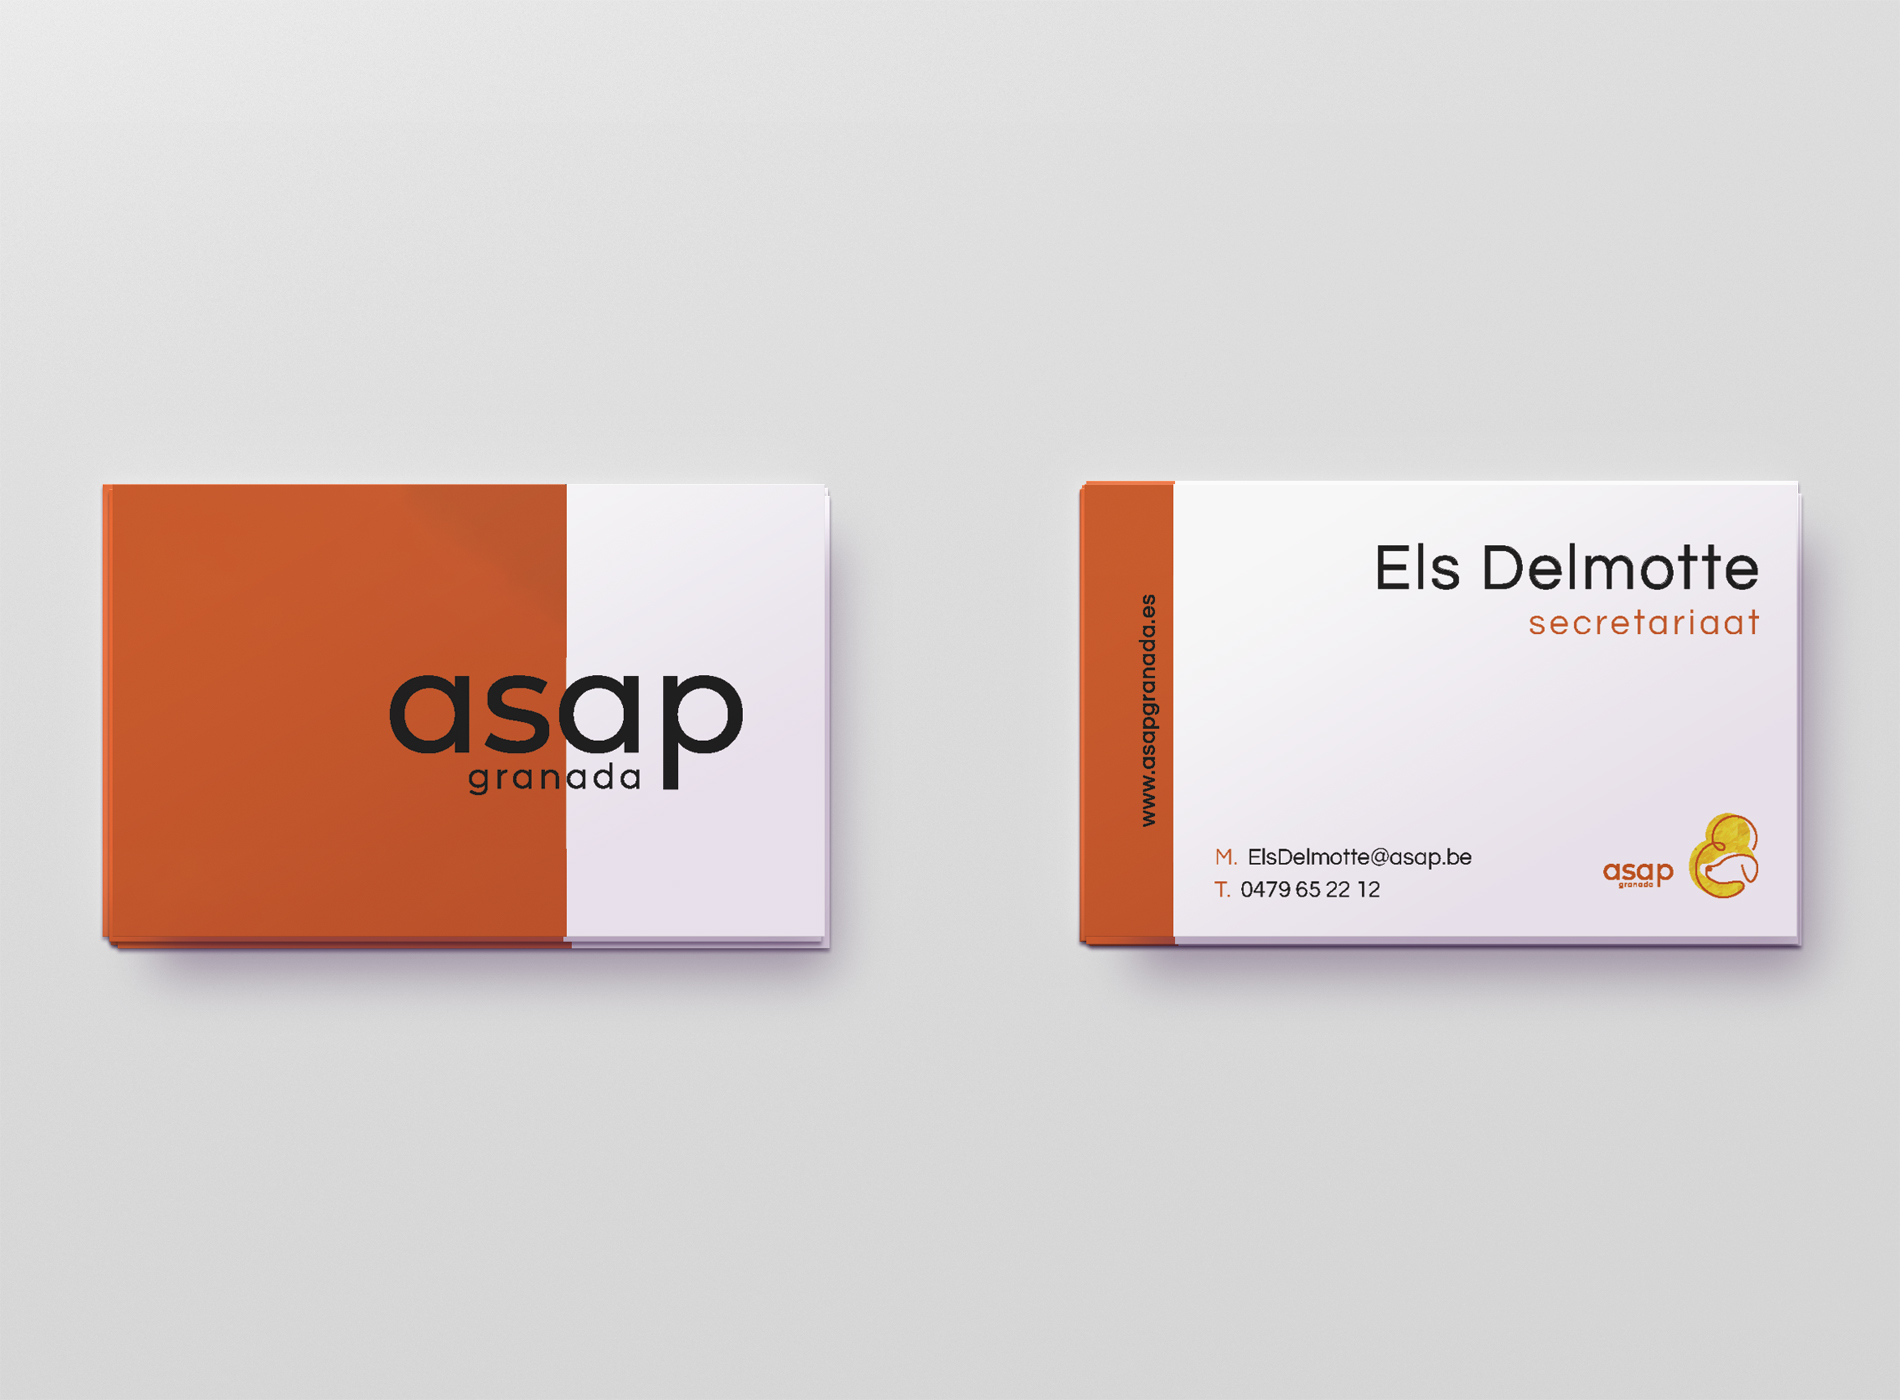 asap
granada
www.asapgranada.es
Els Delmotte
secretariaat
M. ElsDelmotte@asap.be
T. 0479 65 22 12
asap
granada